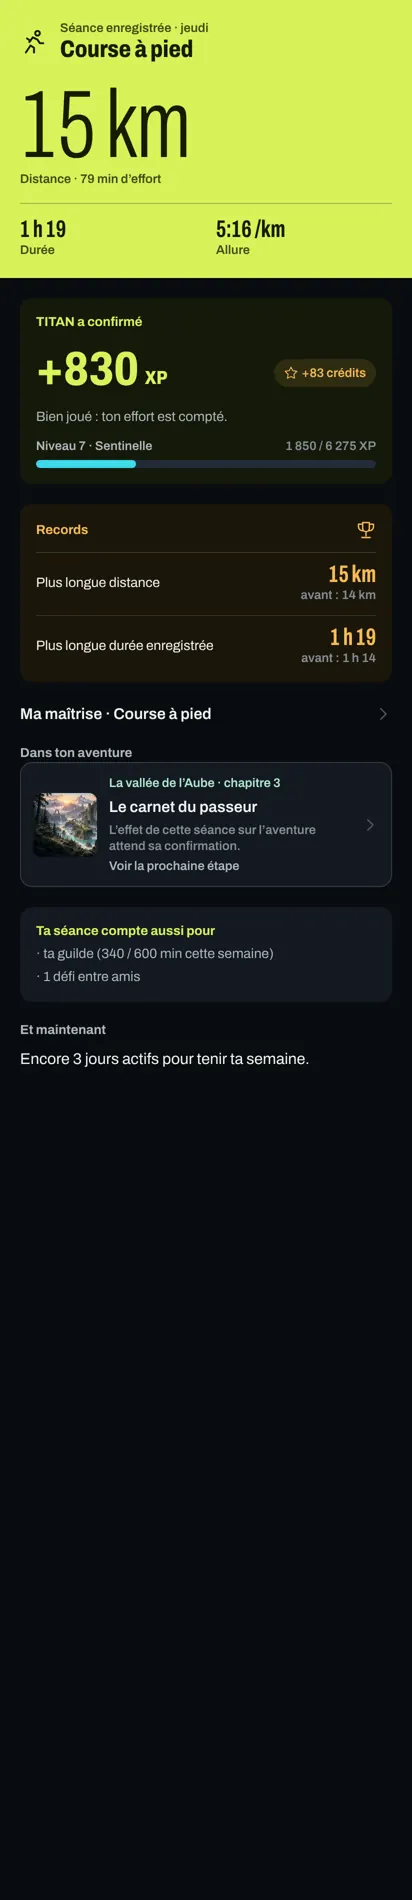 Séance enregistrée · jeudi
Course à pied
15 km
Distance · 79 min d’effort
1 h 19
Durée
5:16 /km
Allure
TITAN a confirmé
+830 XP
+83 crédits
Bien joué : ton effort est compté.
Niveau 7 · Sentinelle
1 850 / 6 275 XP
Records
Plus longue distance
15 km
avant : 14 km
Plus longue durée enregistrée
1 h 19
avant : 1 h 14
Ma maîtrise · Course à pied
Dans ton aventure
La vallée de l’Aube · chapitre 3
Le carnet du passeur
L’effet de cette séance sur l’aventure
attend sa confirmation.
Voir la prochaine étape
Ta séance compte aussi pour
· ta guilde (340 / 600 min cette semaine)
· 1 défi entre amis
Et maintenant
Encore 3 jours actifs pour tenir ta semaine.